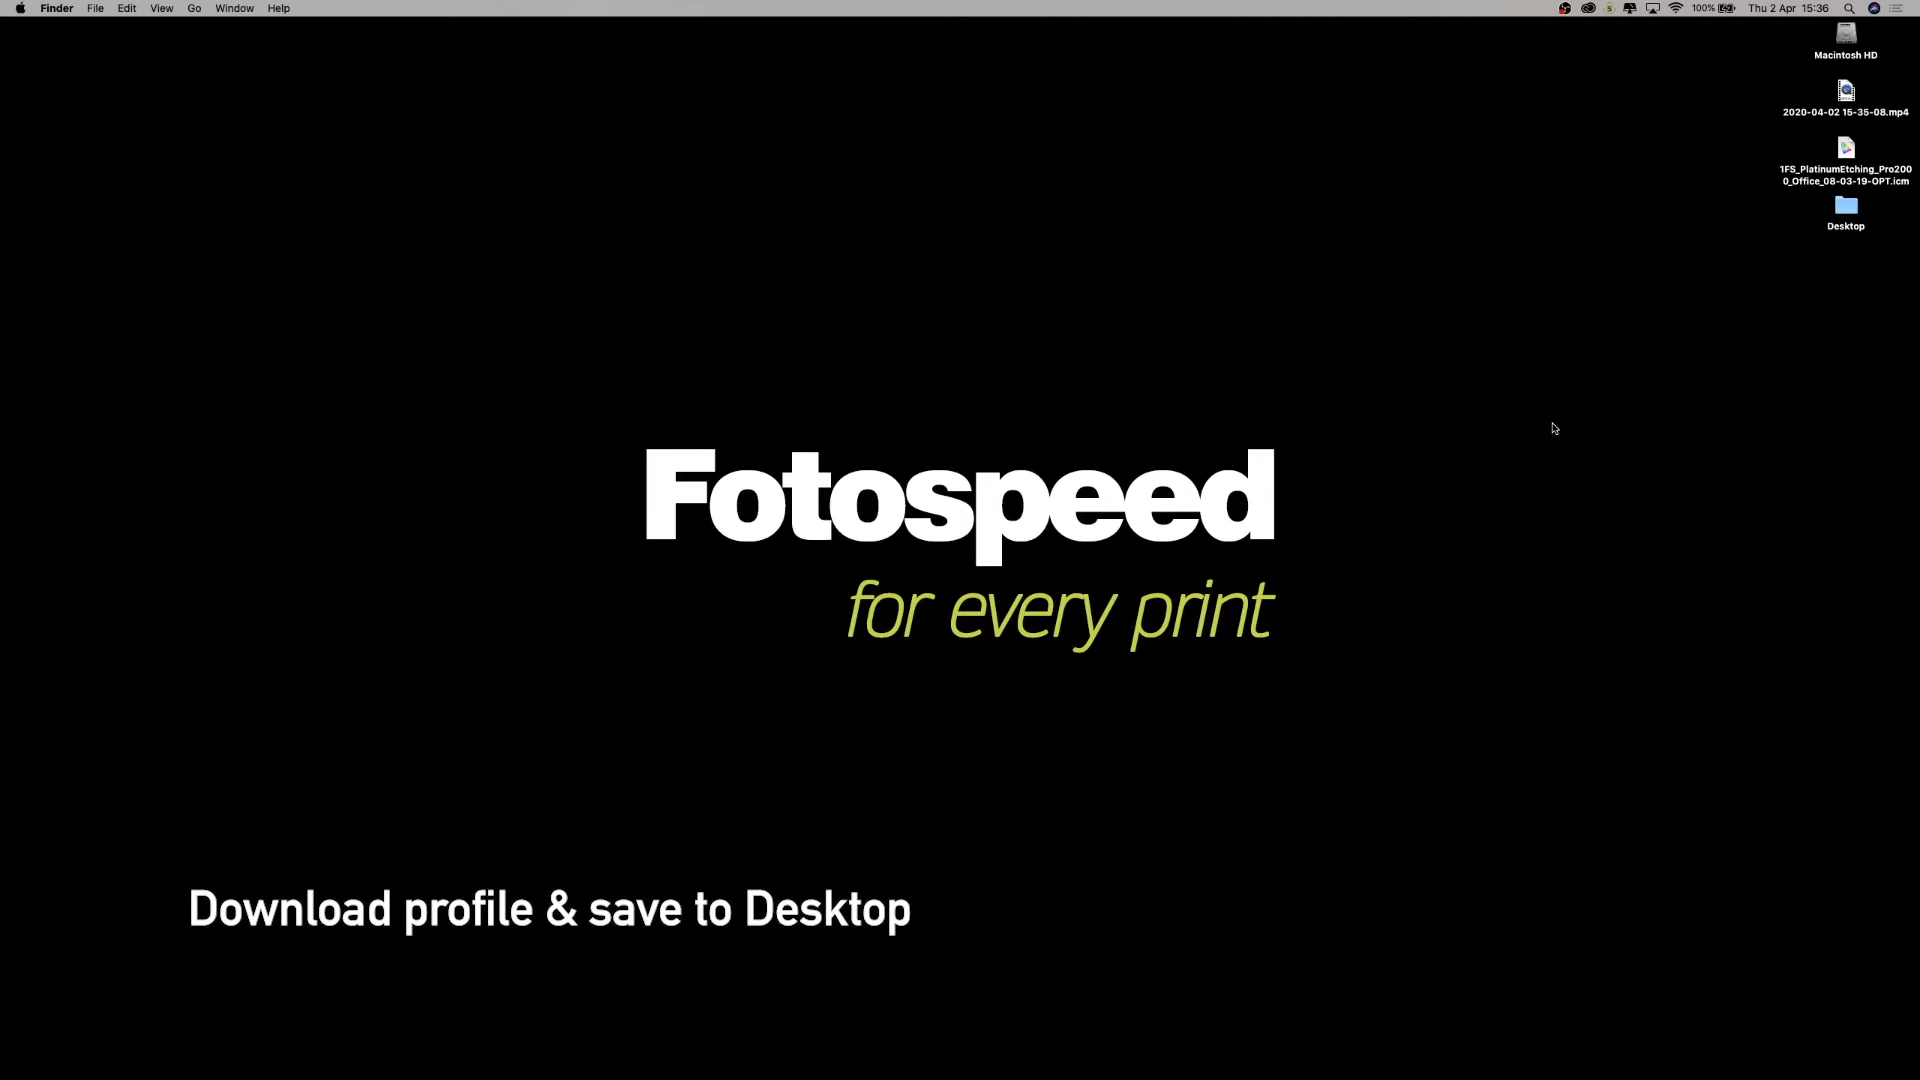 Finder File Edit View Go Window Help
100% Thu 2 Apr 15:36
Macintosh HD
2020-04-02 15-35-08.mp4
1FS_PlatinumEtching_Pro200
0_Office_08-03-19-OPT.icm
Desktop
Fotospeed
for every print
Download profile & save to Desktop